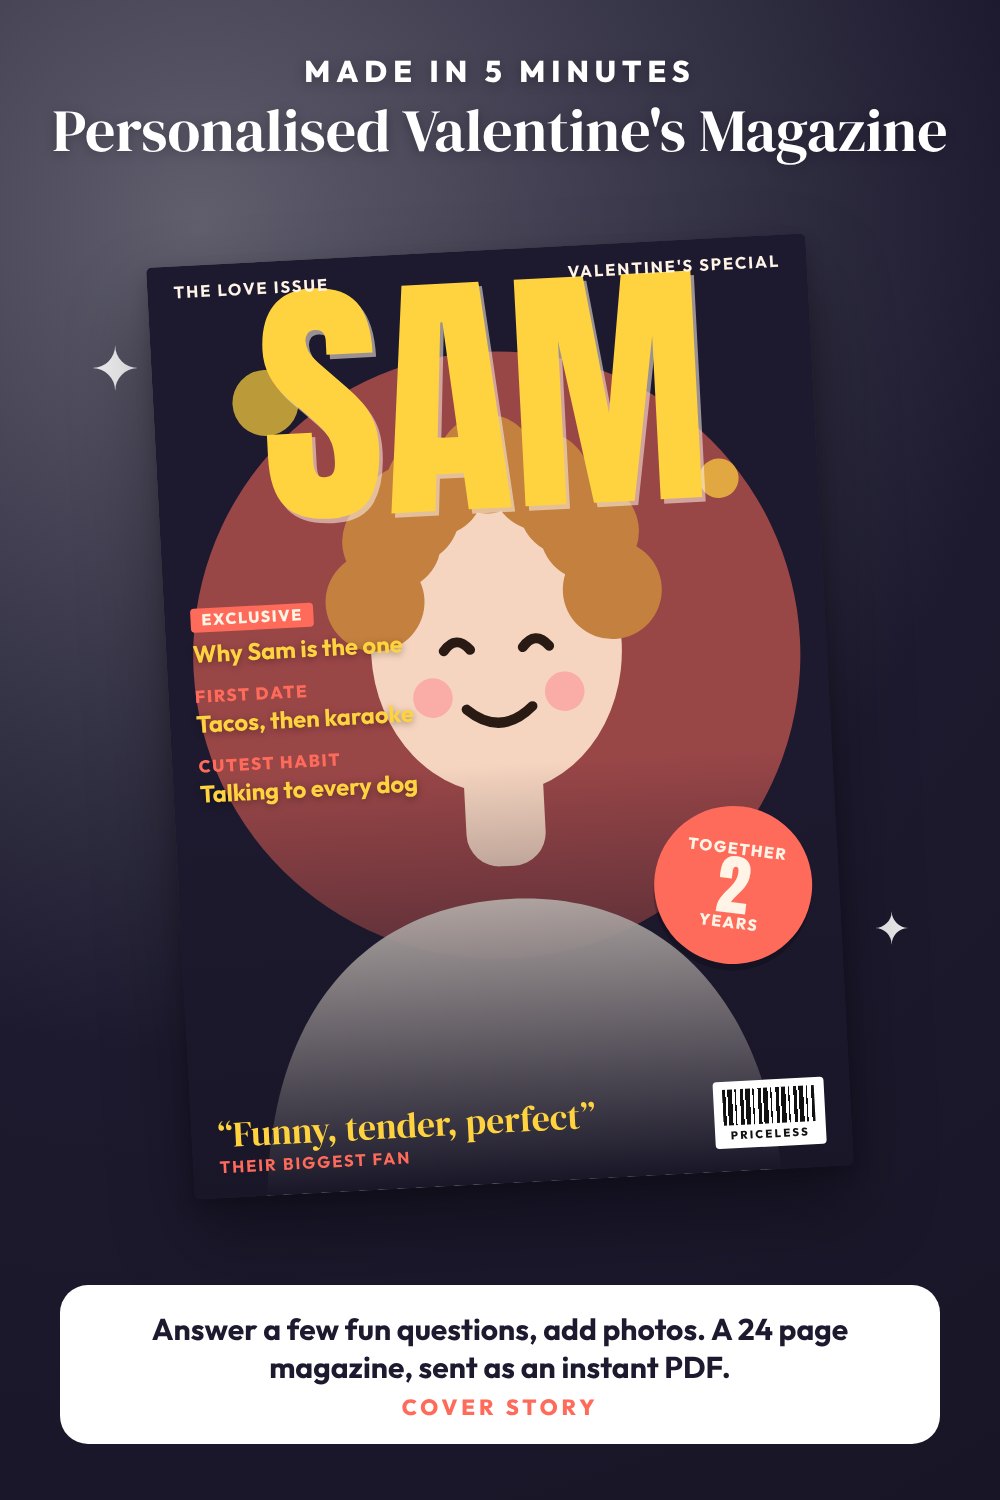 MADE IN 5 MINUTES
Personalised Valentine's Magazine
THE LOVE ISSUE
VALENTINE'S SPECIAL
SAM
EXCLUSIVE
Why Sam is the one
FIRST DATE
Tacos, then karaoke
CUTEST HABIT
Talking to every dog
TOGETHER
2
YEARS
“Funny, tender, perfect”
THEIR BIGGEST FAN
PRICELESS
Answer a few fun questions, add photos. A 24 page
magazine, sent as an instant PDF.
COVER STORY